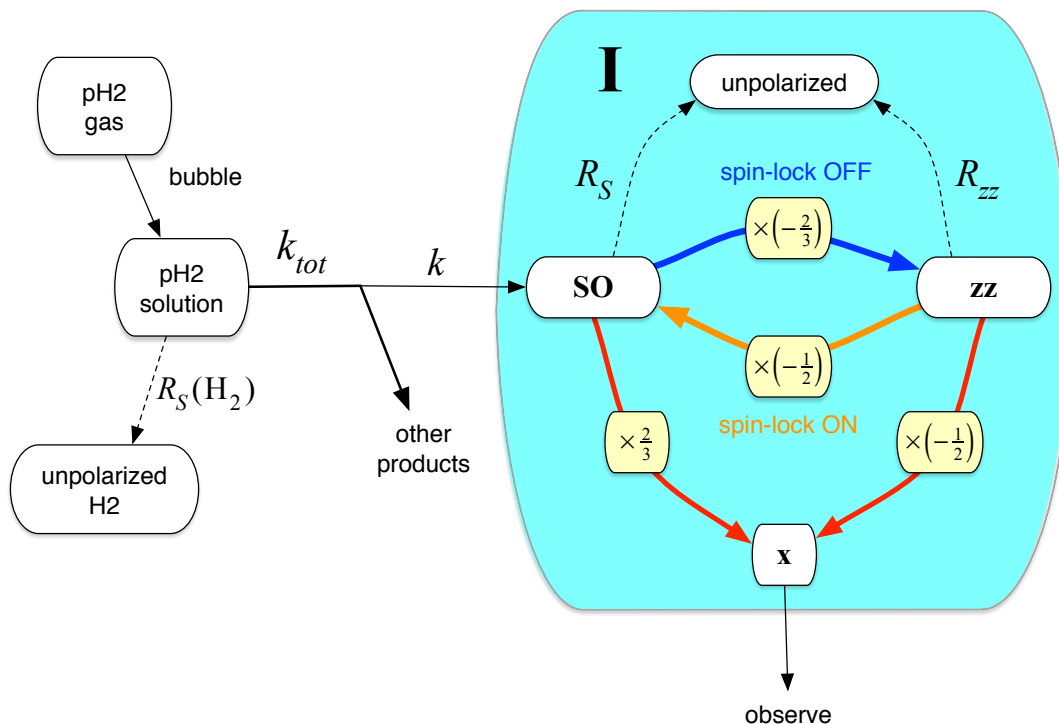 pH2
gas
bubble
pH2
solution
R_S(H₂)
unpolarized
H2
k_tot
k
other
products
I
unpolarized
R_S
R_zz
spin-lock OFF
×(−2/3)
SO
zz
×(−1/2)
spin-lock ON
×2/3
×(−1/2)
x
observe